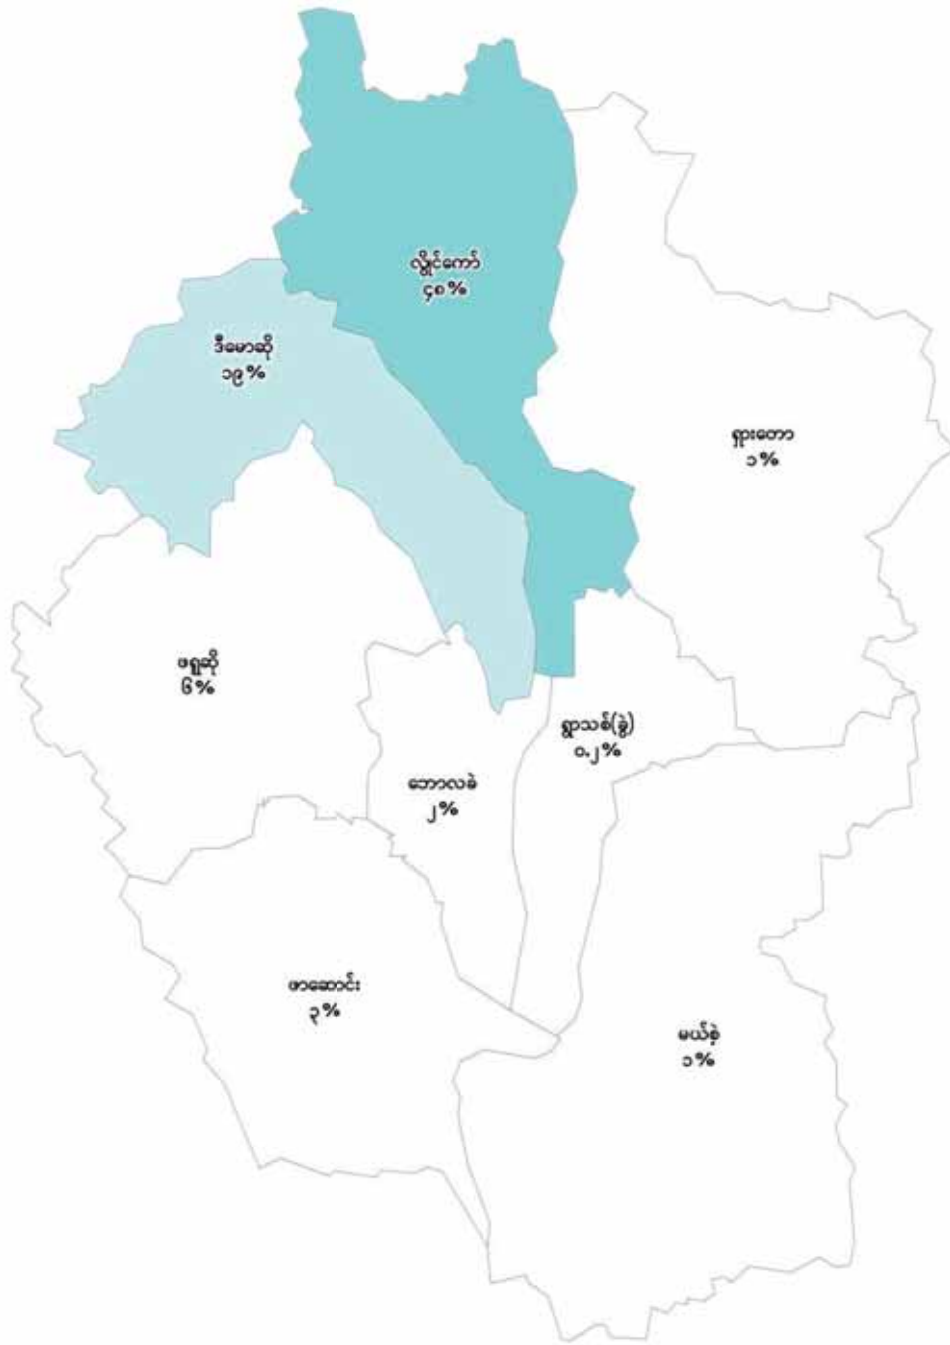 လွိုင်ကော်
၄၈%
ဒီမောဆို
၁၉%
ရှားတော
၁%
ဖရူဆို
၆%
ရွာသစ်(ခွဲ)
၀.၂%
ဘောလခဲ
၂%
ဖာဆောင်း
၃%
မယ်စဲ့
၁%